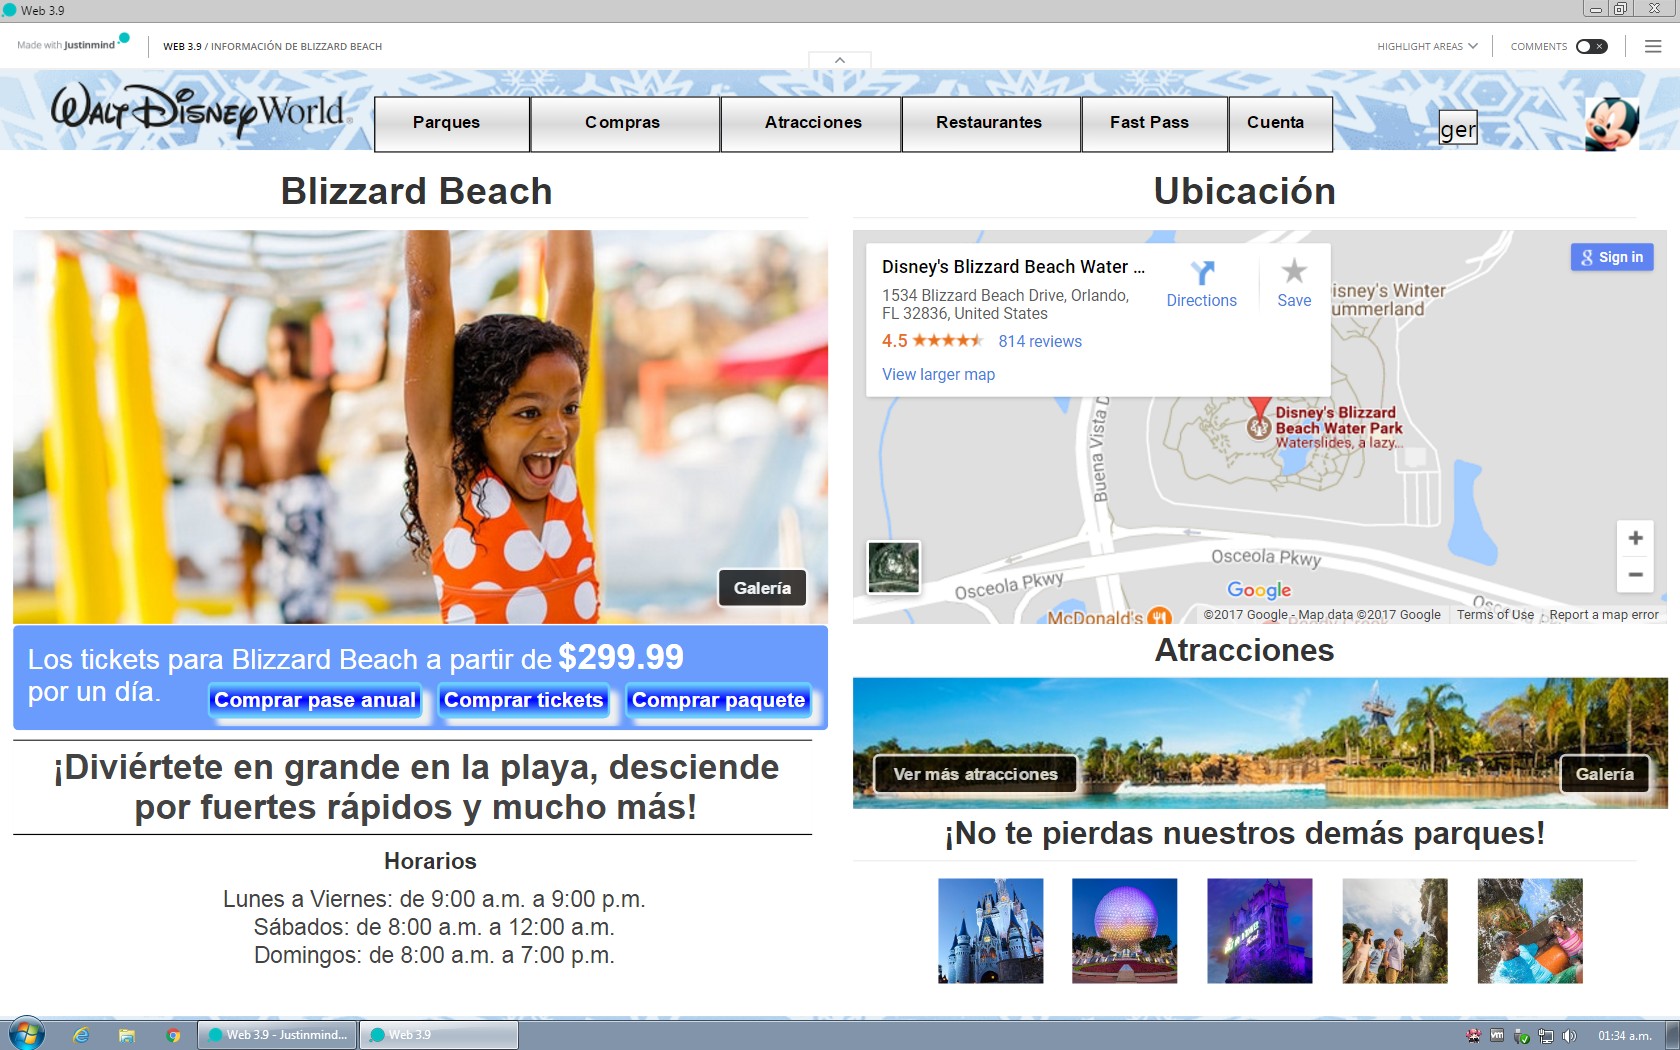 Web 3.9
Made with Justinmind
WEB 3.9 / INFORMACIÓN DE BLIZZARD BEACH
HIGHLIGHT AREAS
COMMENTS
WALT DISNEY World
Parques
Compras
Atracciones
Restaurantes
Fast Pass
Cuenta
ger
Blizzard Beach
Galería
Los tickets para Blizzard Beach a partir de $299.99
por un día.
Comprar pase anual
Comprar tickets
Comprar paquete
¡Diviértete en grande en la playa, desciende
por fuertes rápidos y mucho más!
Horarios
Lunes a Viernes: de 9:00 a.m. a 9:00 p.m.
Sábados: de 8:00 a.m. a 12:00 a.m.
Domingos: de 8:00 a.m. a 7:00 p.m.
Ubicación
Disney's Blizzard Beach Water ...
1534 Blizzard Beach Drive, Orlando,
FL 32836, United States
4.5
814 reviews
View larger map
Directions
Save
Sign in
isney's Winter
ummerland
Disney's Blizzard
Beach Water Park
Waterslides, a lazy...
Buena Vista D
Osceola Pkwy
Osceola Pkwy
Google
McDonald's
©2017 Google - Map data ©2017 Google
Terms of Use
Report a map error
Atracciones
Ver más atracciones
Galería
¡No te pierdas nuestros demás parques!
Web 3.9 - Justinmind...
Web 3.9
01:34 a.m.